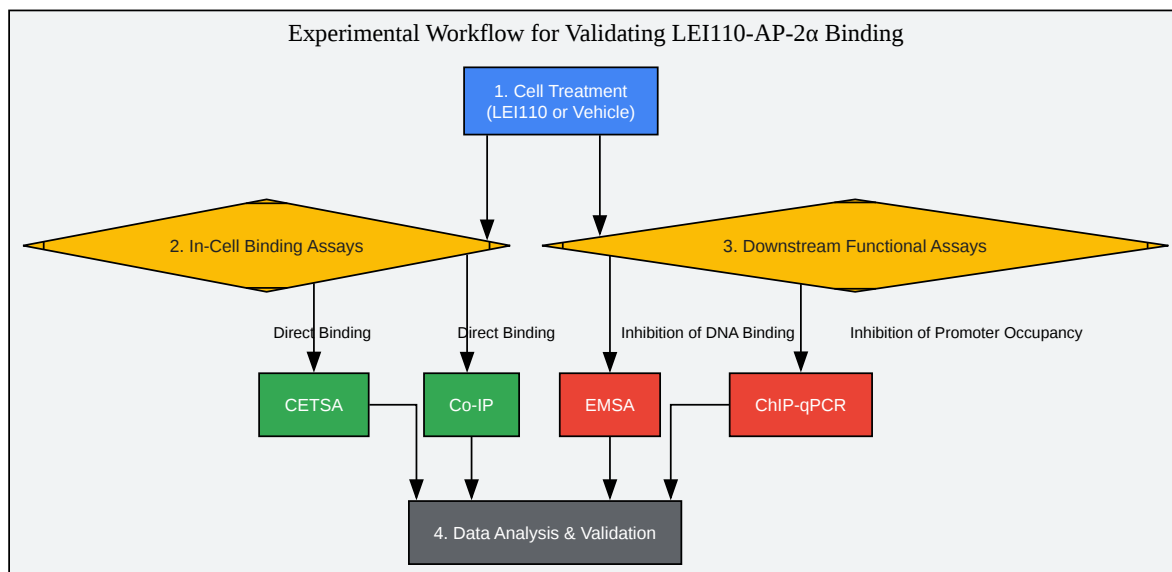 Experimental Workflow for Validating LEI110-AP-2α Binding
1. Cell Treatment
(LEI110 or Vehicle)
2. In-Cell Binding Assays
3. Downstream Functional Assays
Direct Binding
Direct Binding
Inhibition of DNA Binding
Inhibition of Promoter Occupancy
CETSA
Co-IP
EMSA
ChIP-qPCR
4. Data Analysis & Validation